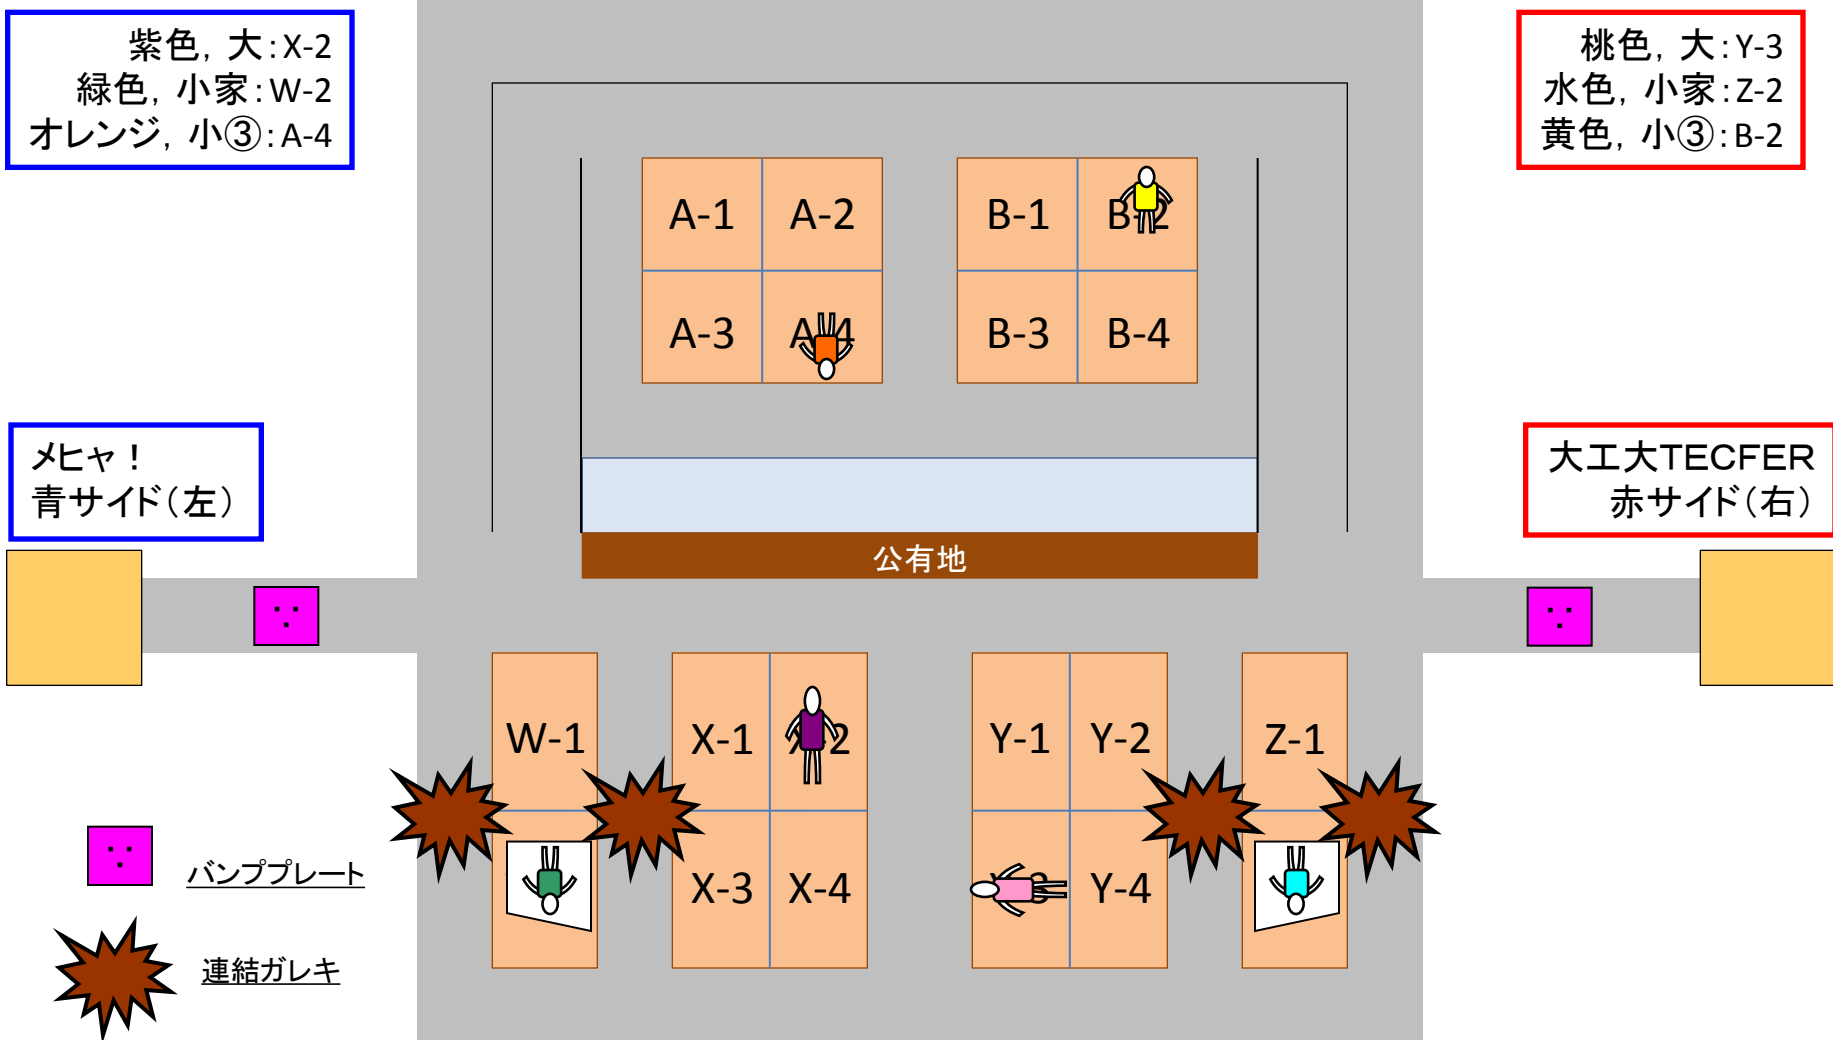 紫色，大：X-2
緑色，小家：W-2
オレンジ，小③：A-4
桃色，大：Y-3
水色，小家：Z-2
黄色，小③：B-2
A-1 A-2 B-1 B-2
A-3 A-4 B-3 B-4
メヒャ！
青サイド（左）
大工大TECFER
赤サイド（右）
公有地
W-1 X-1 X-2 Y-1 Y-2 Z-1
X-3 X-4 Y-3 Y-4
バンププレート
連結ガレキ